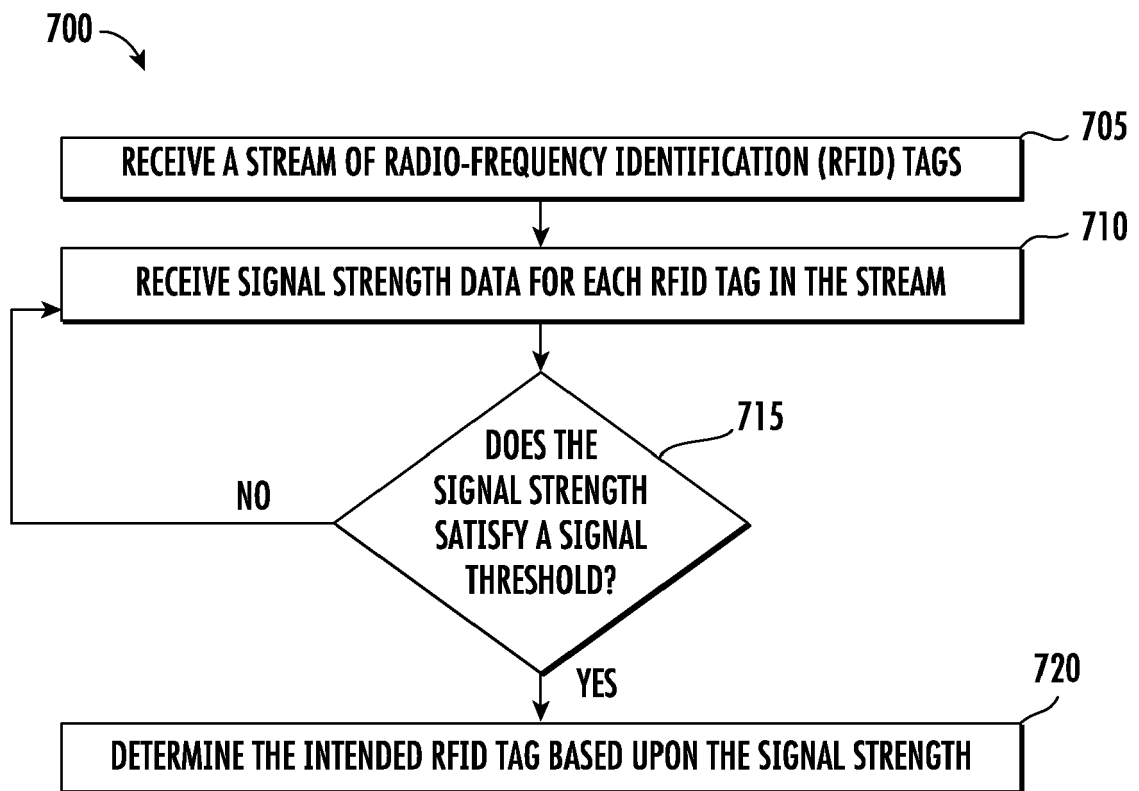 700
705
RECEIVE A STREAM OF RADIO-FREQUENCY IDENTIFICATION (RFID) TAGS
710
RECEIVE SIGNAL STRENGTH DATA FOR EACH RFID TAG IN THE STREAM
715
DOES THE
SIGNAL STRENGTH
SATISFY A SIGNAL
THRESHOLD?
NO
YES
720
DETERMINE THE INTENDED RFID TAG BASED UPON THE SIGNAL STRENGTH